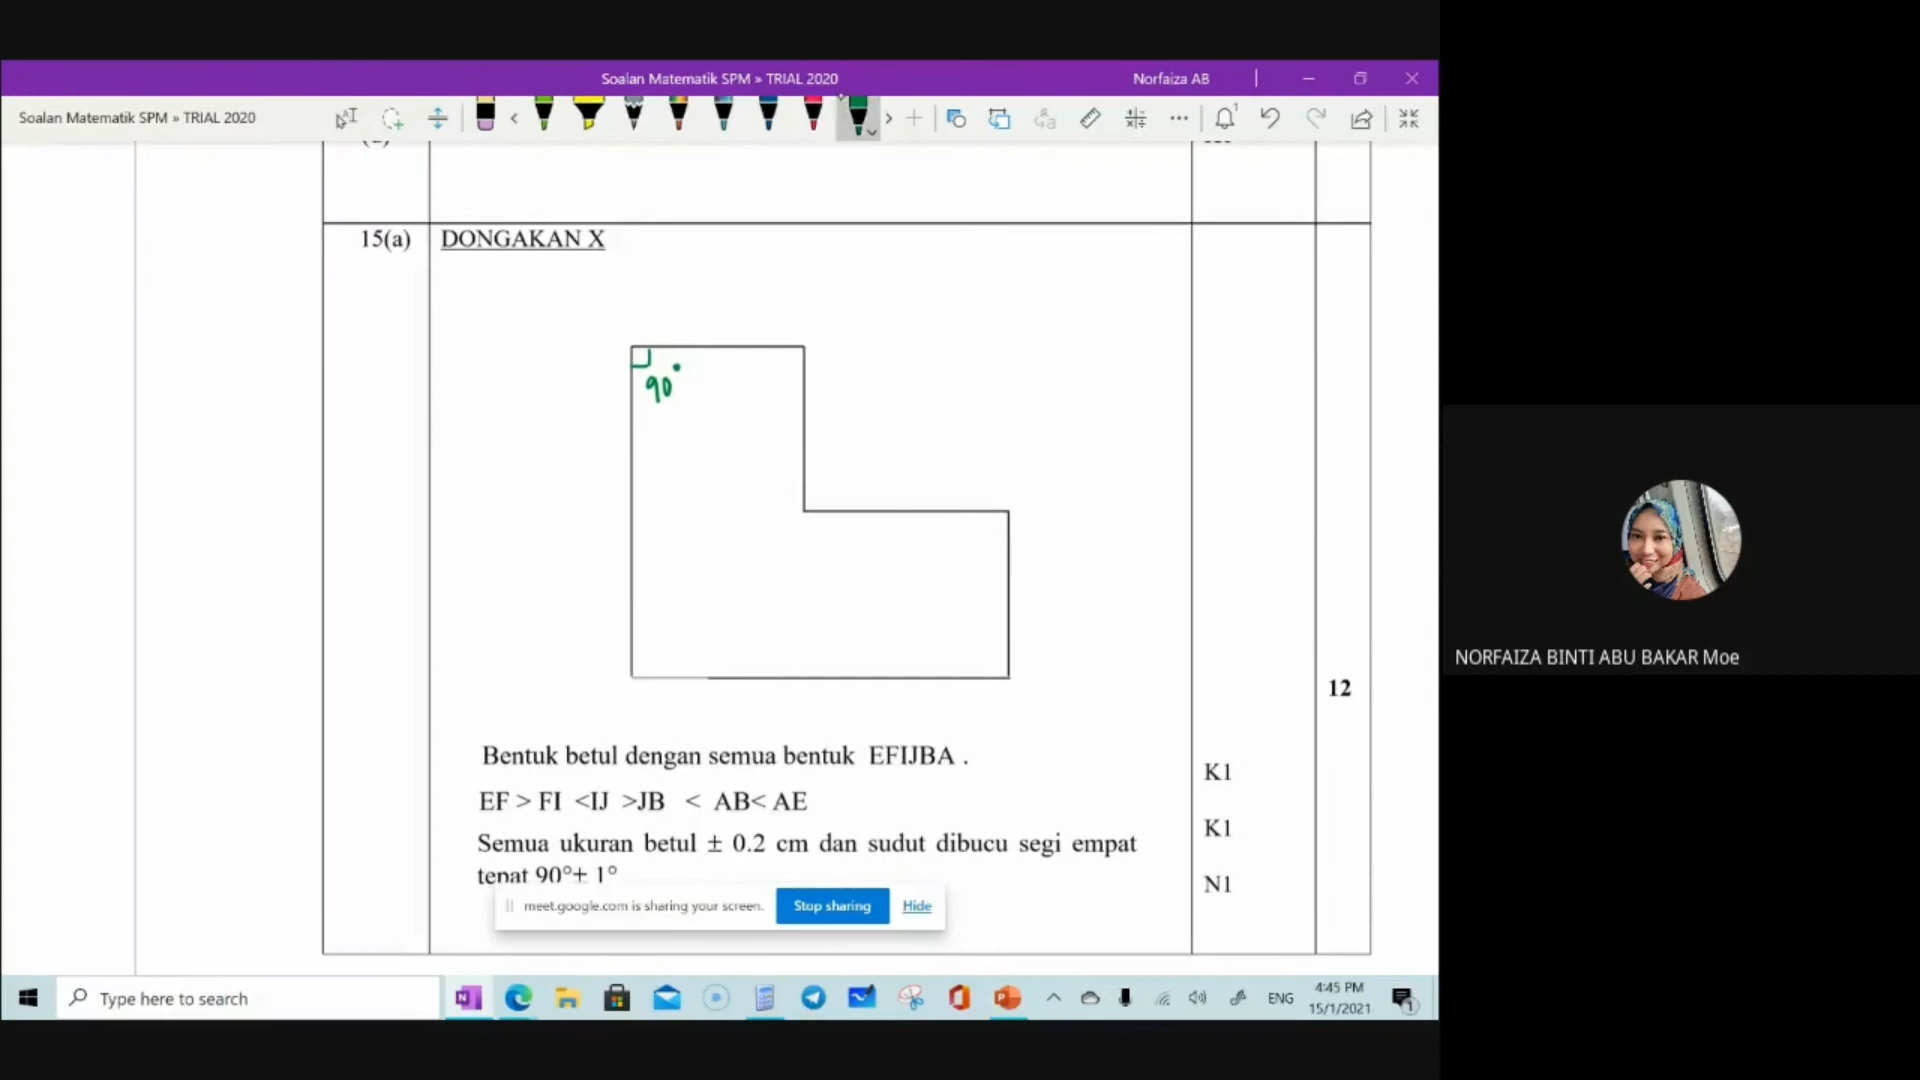 Soalan Matematik SPM » TRIAL 2020
Norfaiza AB
Soalan Matematik SPM » TRIAL 2020
15(a)
DONGAKAN X
90°
12
Bentuk betul dengan semua bentuk EFIJBA .
K1
EF > FI <IJ >JB < AB< AE
K1
Semua ukuran betul ± 0.2 cm dan sudut dibucu segi empat
tepat 90°± 1°
N1
meet.google.com is sharing your screen.
Stop sharing
Hide
NORFAIZA BINTI ABU BAKAR Moe
Type here to search
ENG
4:45 PM
15/1/2021
1